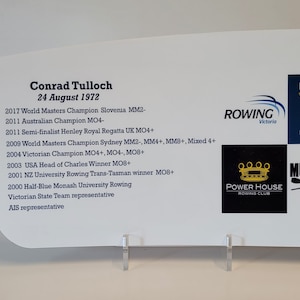 Conrad Tulloch
24 August 1972
2017 World Masters Champion Slovenia MM2-
2011 Australian Champion MO4-
2011 Semi-finalist Henley Royal Regatta UK MO4+
2009 World Masters Champion Sydney MM2-, MM4+, MM8+, Mixed 4+
2004 Victorian Champion MO4+, MO4-, MO8+
2003 USA Head of Charles Winner MO8+
2001 NZ University Rowing Trans-Tasman winner MO8+
2000 Half-Blue Monash University Rowing
Victorian State Team representative
AIS representative
ROWING
Victoria
POWER HOUSE
ROWING CLUB